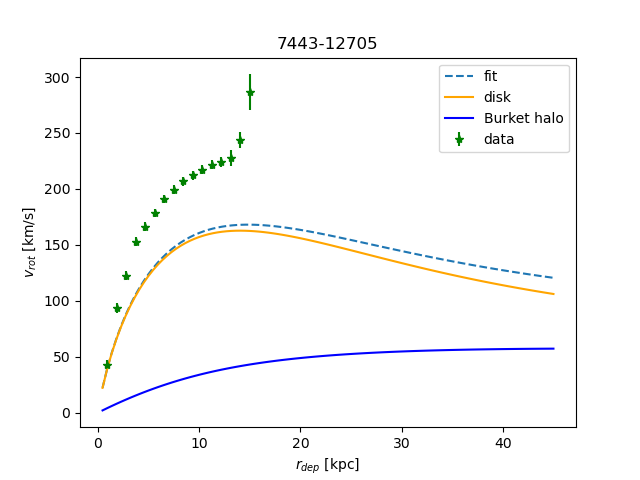 7443-12705
300
250
200
150
100
50
0
v_rot [km/s]
fit
disk
Burket halo
data
0 10 20 30 40
r_dep [kpc]